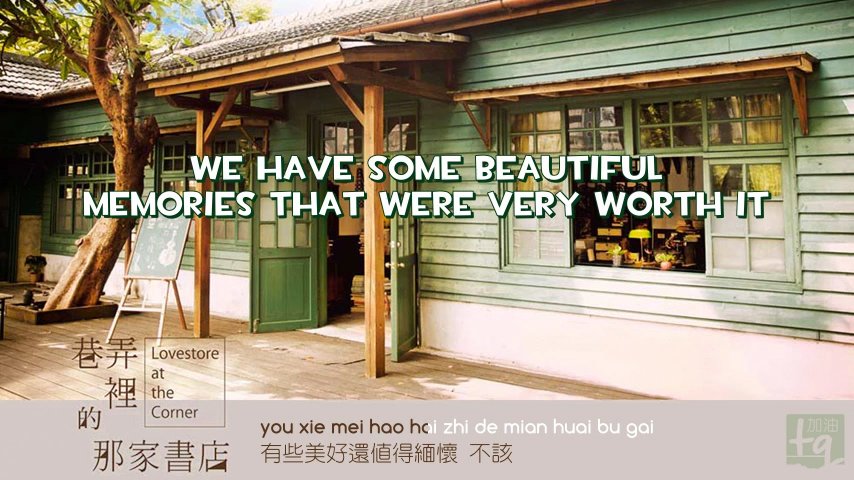 WE HAVE SOME BEAUTIFUL
MEMORIES THAT WERE VERY WORTH IT
巷弄
裡
的
那家書店
Lovestore
at
the
Corner
you xie mei hao hai zhi de mian huai bu gai
有些美好還值得緬懷 不該
加油
tg